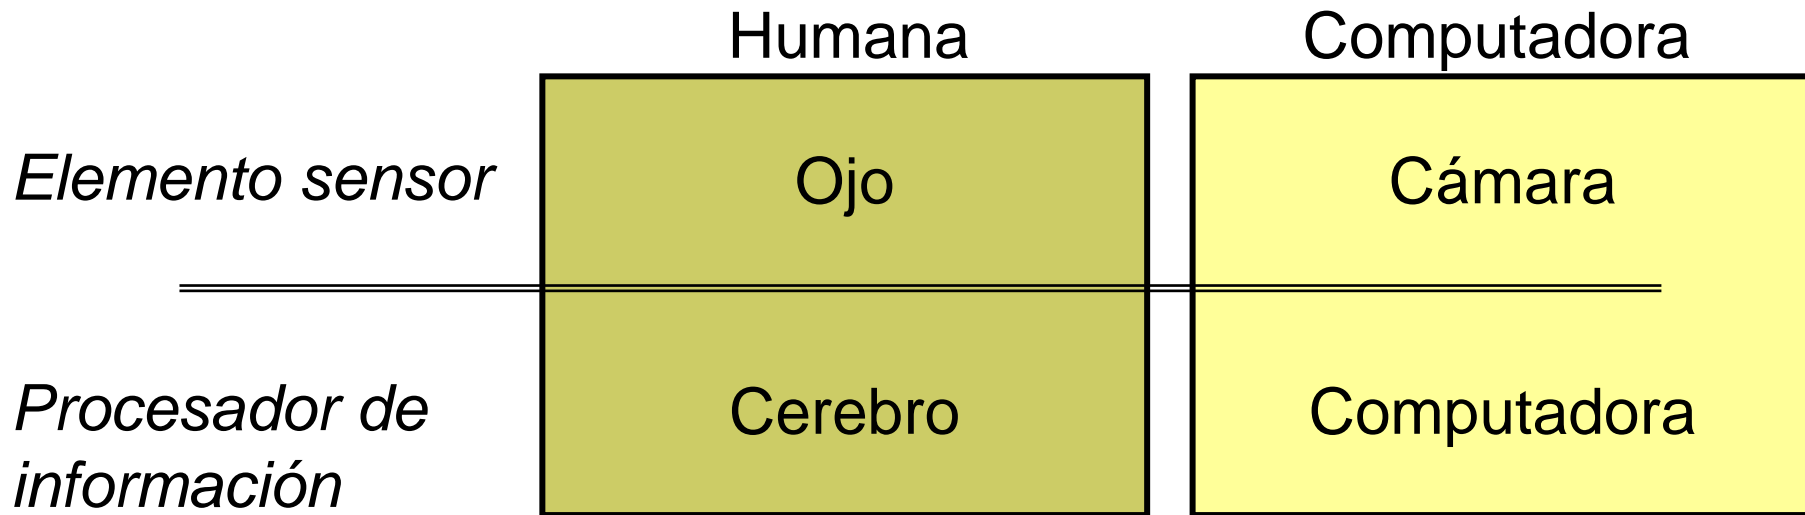 Humana Computadora
Elemento sensor Ojo Cámara
Procesador de Cerebro Computadora
información